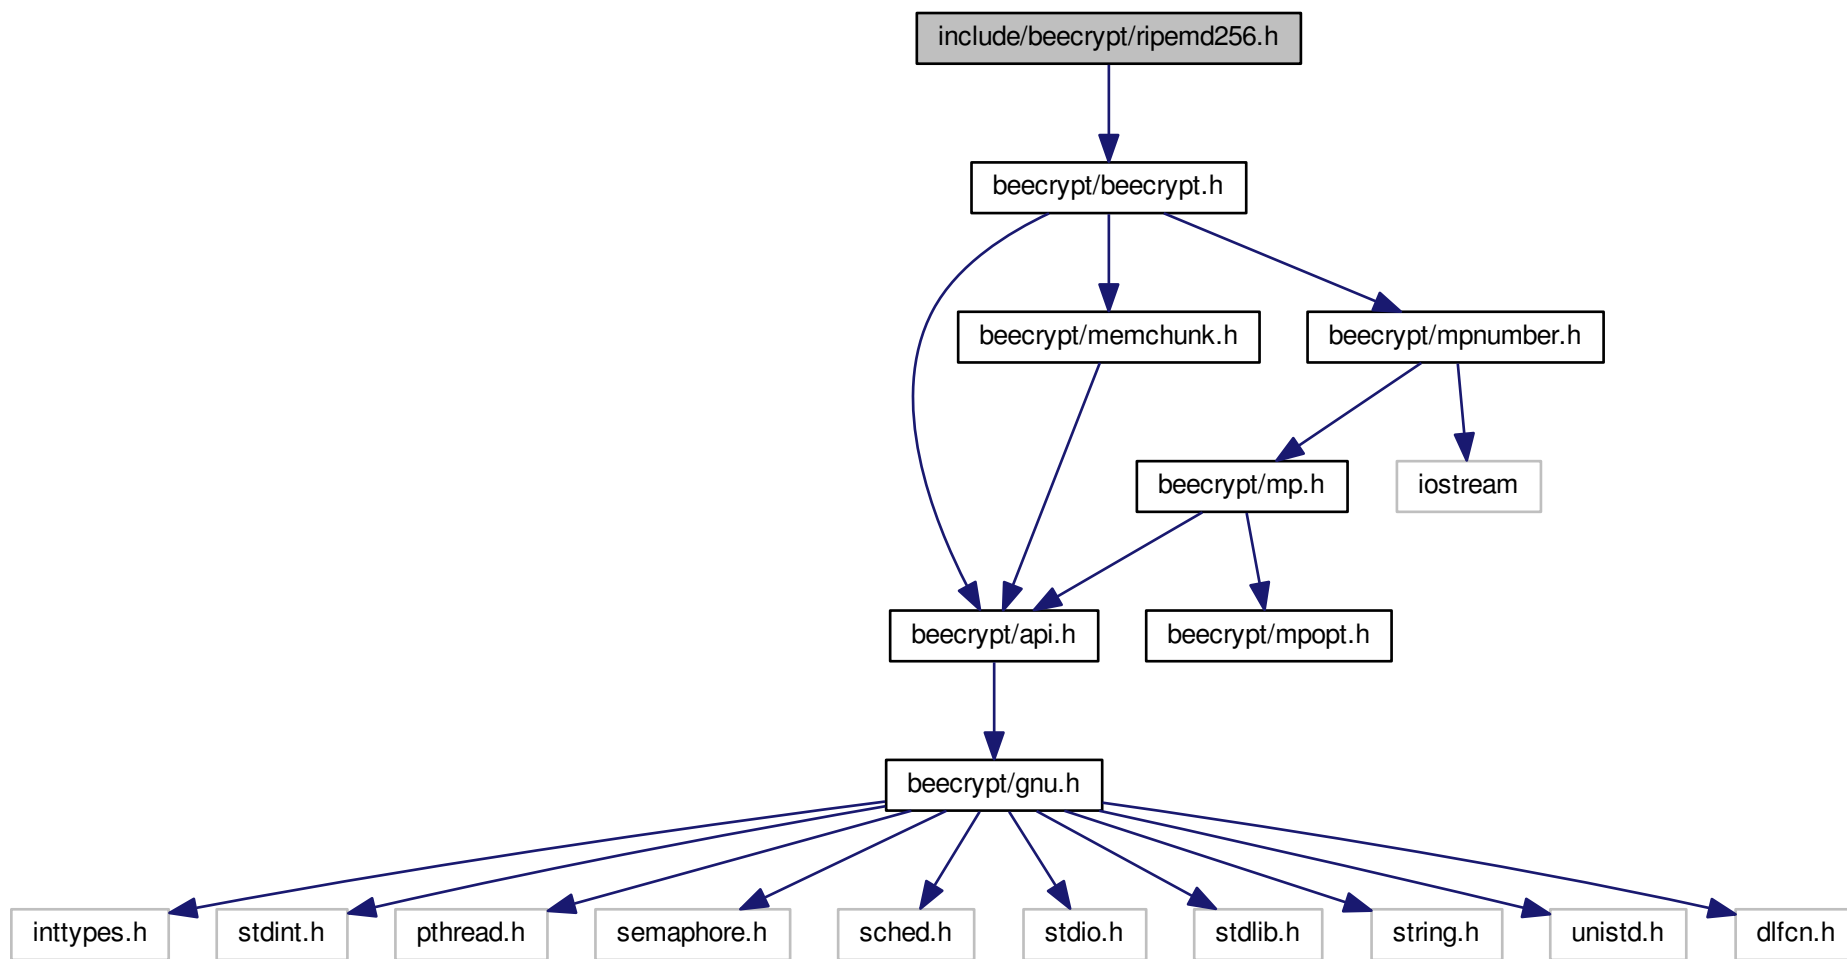 include/beecrypt/ripemd256.h
beecrypt/beecrypt.h
beecrypt/memchunk.h
beecrypt/mpnumber.h
beecrypt/mp.h
iostream
beecrypt/api.h
beecrypt/mpopt.h
beecrypt/gnu.h
inttypes.h
stdint.h
pthread.h
semaphore.h
sched.h
stdio.h
stdlib.h
string.h
unistd.h
dlfcn.h